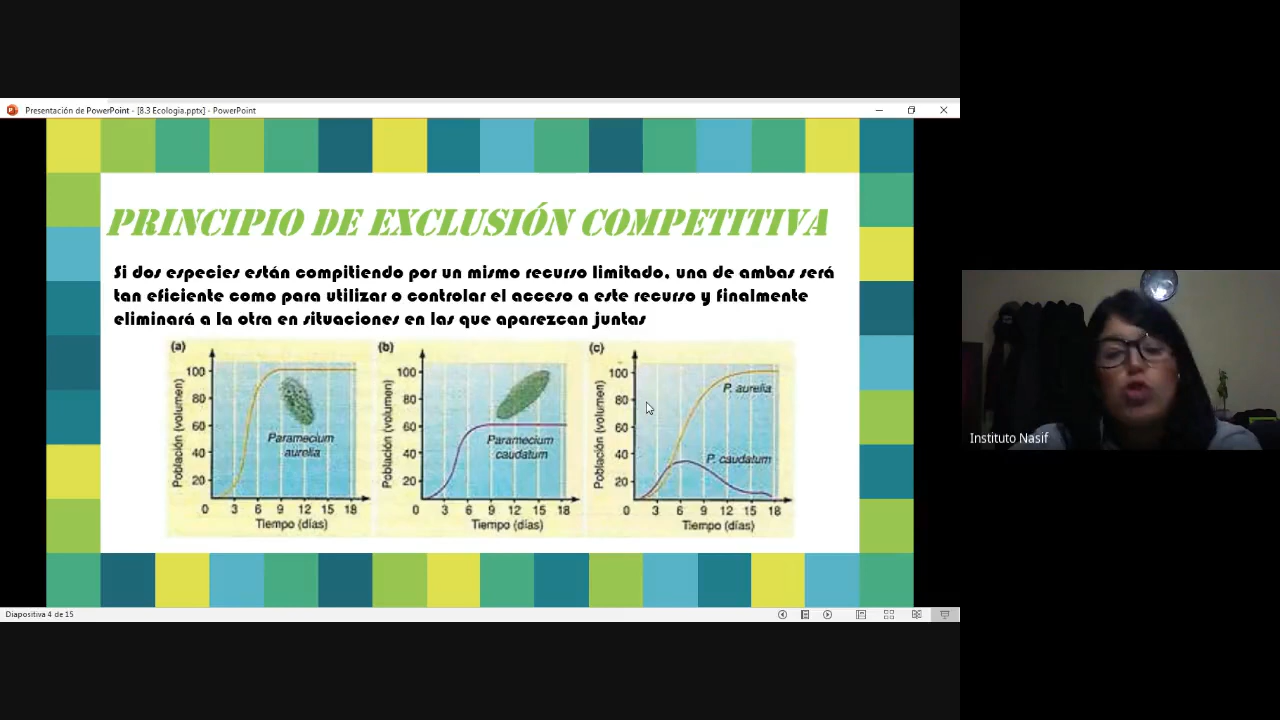 Presentación de PowerPoint - [8.3 Ecologia.pptx] - PowerPoint
PRINCIPIO DE EXCLUSIÓN COMPETITIVA
Si dos especies están compitiendo por un mismo recurso limitado, una de ambas será
tan eficiente como para utilizar o controlar el acceso a este recurso y finalmente
eliminará a la otra en situaciones en las que aparezcan juntas
(a)
Población (volumen)
100
80
60
40
20
0 3 6 9 12 15 18
Tiempo (días)
Paramecium
aurelia
(b)
Población (volumen)
100
80
60
40
20
0 3 6 9 12 15 18
Tiempo (días)
Paramecium
caudatum
(c)
Población (volumen)
100
80
60
40
20
0 3 6 9 12 15 18
Tiempo (días)
P. aurelia
P. caudatum
Instituto Nasif
Diapositiva 4 de 15